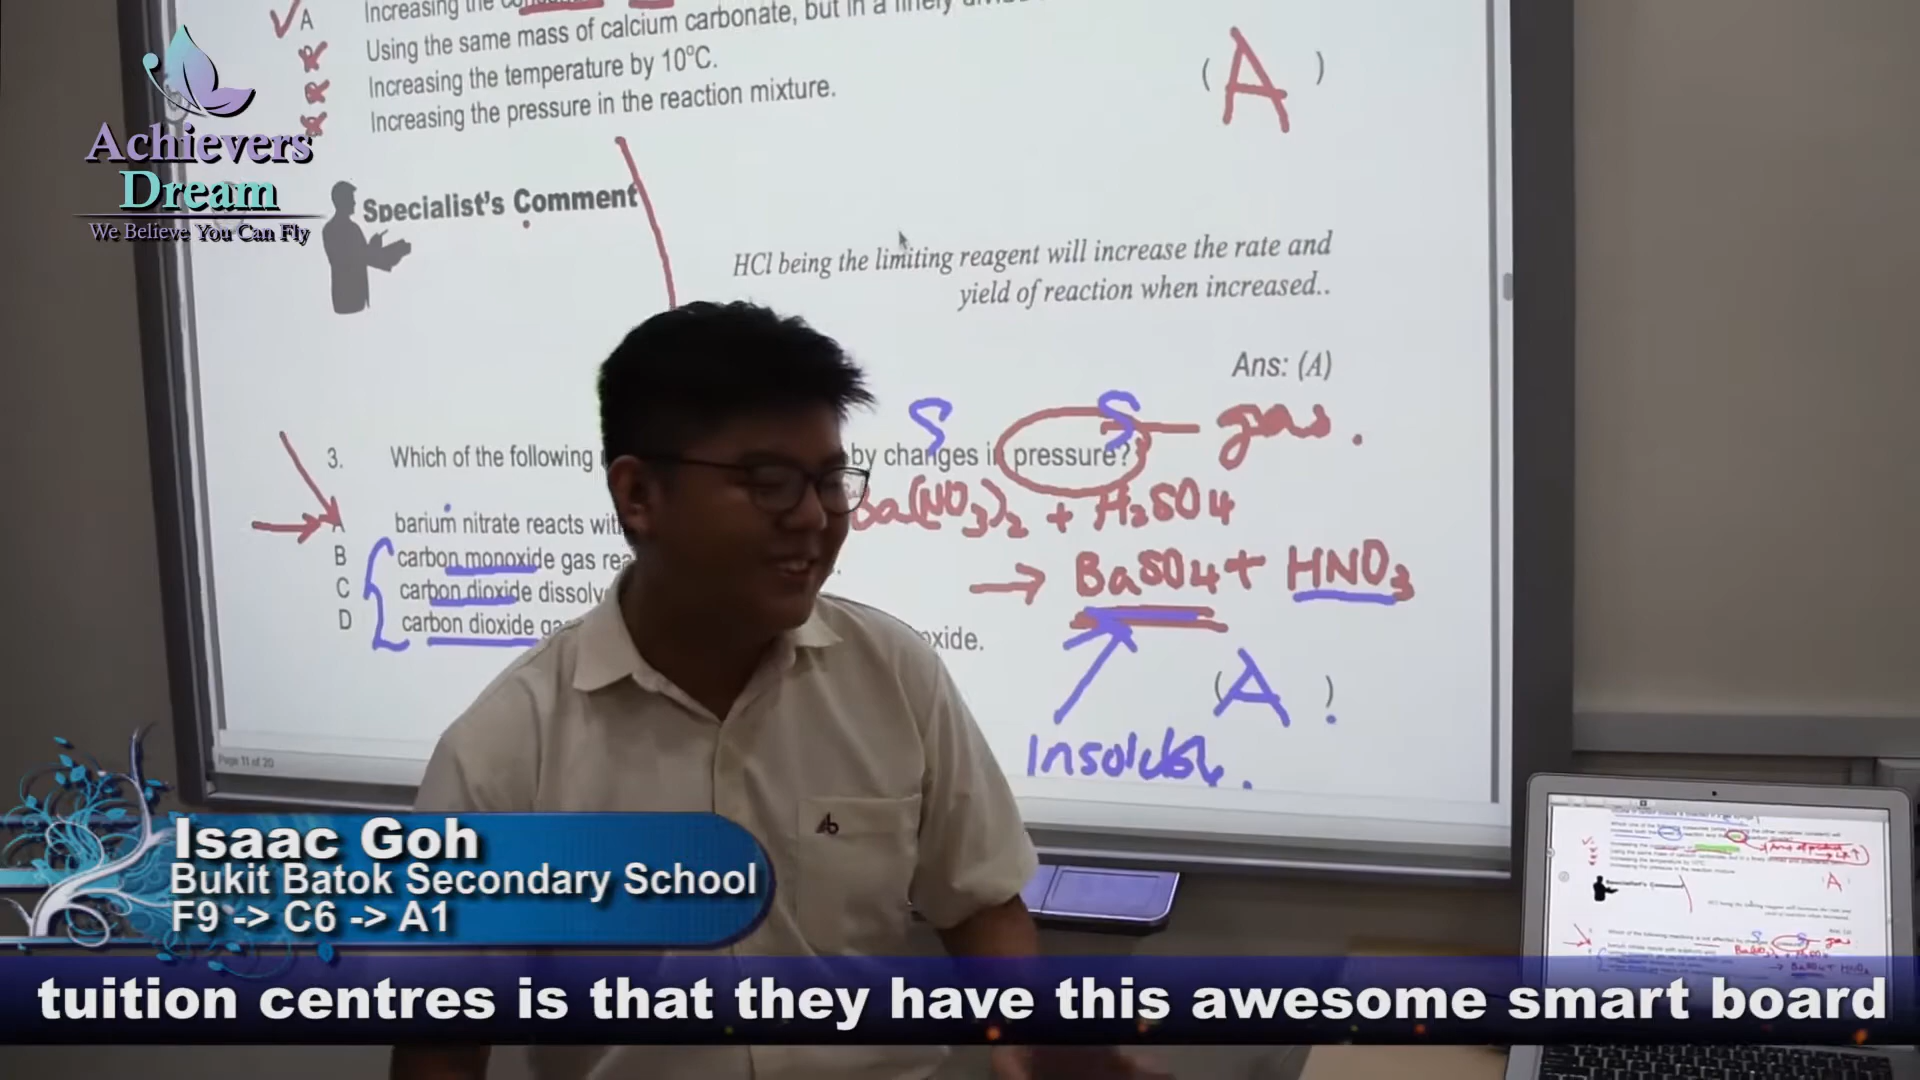 A Increasing the
Using the same mass of calcium carbonate, but in a finely
Increasing the temperature by 10°C.
Increasing the pressure in the reaction mixture.
( A )
Achievers
Dream
We Believe You Can Fly
Specialist's Comment
HCl being the limiting reagent will increase the rate and
yield of reaction when increased..
Ans: (A)
S S gas.
3. Which of the following by changes in pressure?
A barium nitrate reacts with Ba(NO3)2 + H2SO4
B carbon monoxide gas
C carbon dioxide
D carbon dioxide oxide.
→ BaSO4 + HNO3
( A )
Insoluble.
Page 11 of 20
Isaac Goh
Bukit Batok Secondary School
F9 -> C6 -> A1
tuition centres is that they have this awesome smart board